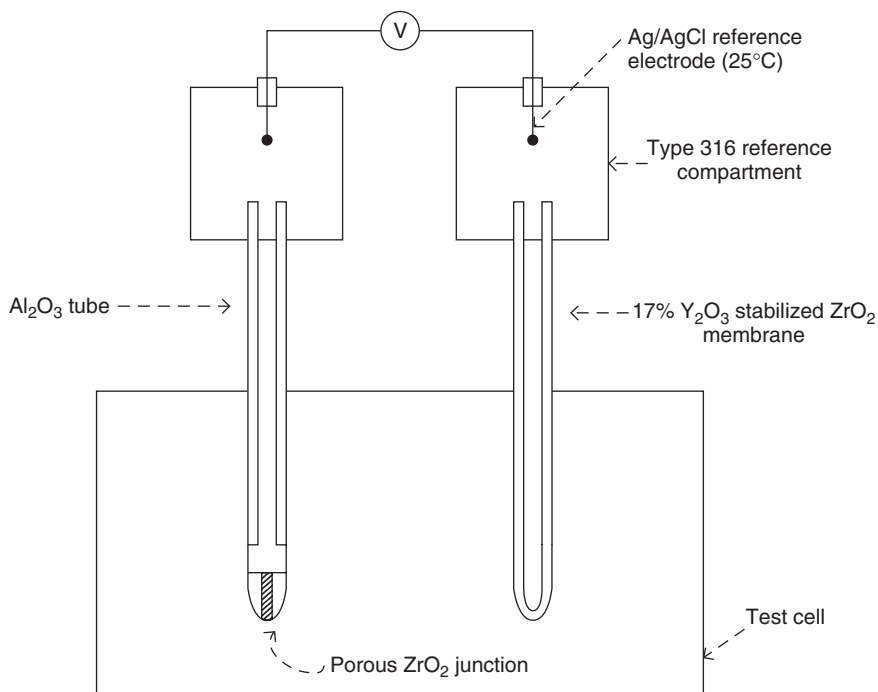 V
Ag/AgCl reference
electrode (25°C)
Type 316 reference
compartment
Al₂O₃ tube
17% Y₂O₃ stabilized ZrO₂
membrane
Test cell
Porous ZrO₂ junction